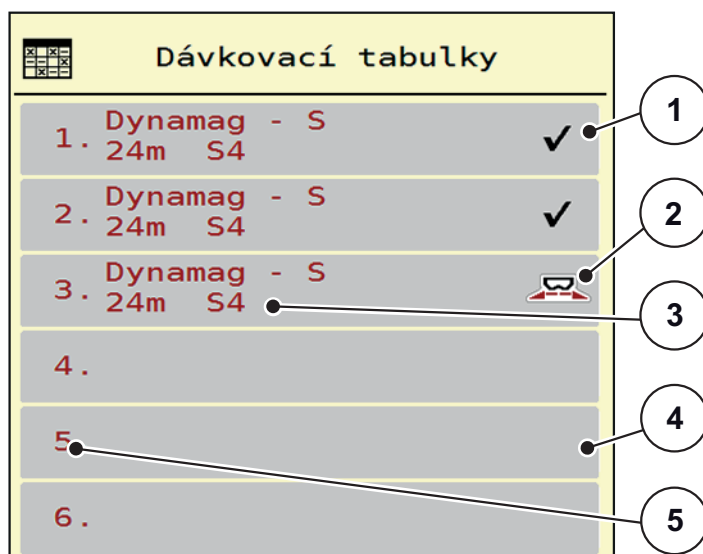 Dávkovací tabulky
1. Dynamag - S
24m S4
2. Dynamag - S
24m S4
3. Dynamag - S
24m S4
4.
5.
6.
1
2
3
4
5